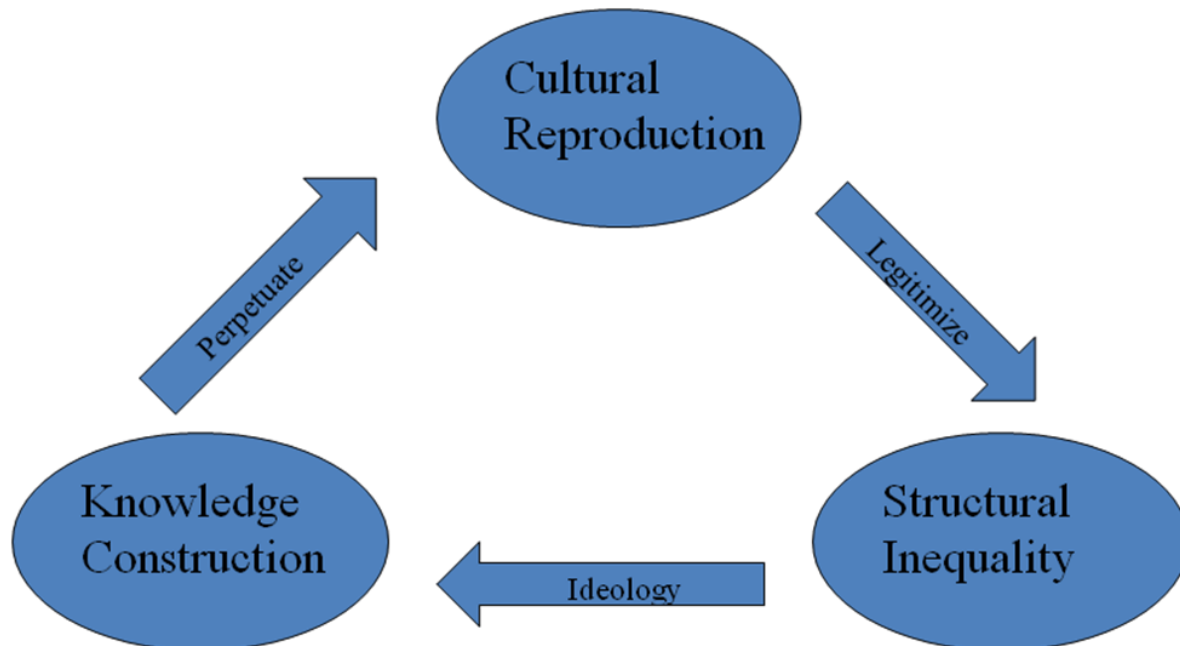 Cultural
Reproduction
Perpetuate
Legitimize
Knowledge
Construction
Structural
Inequality
Ideology